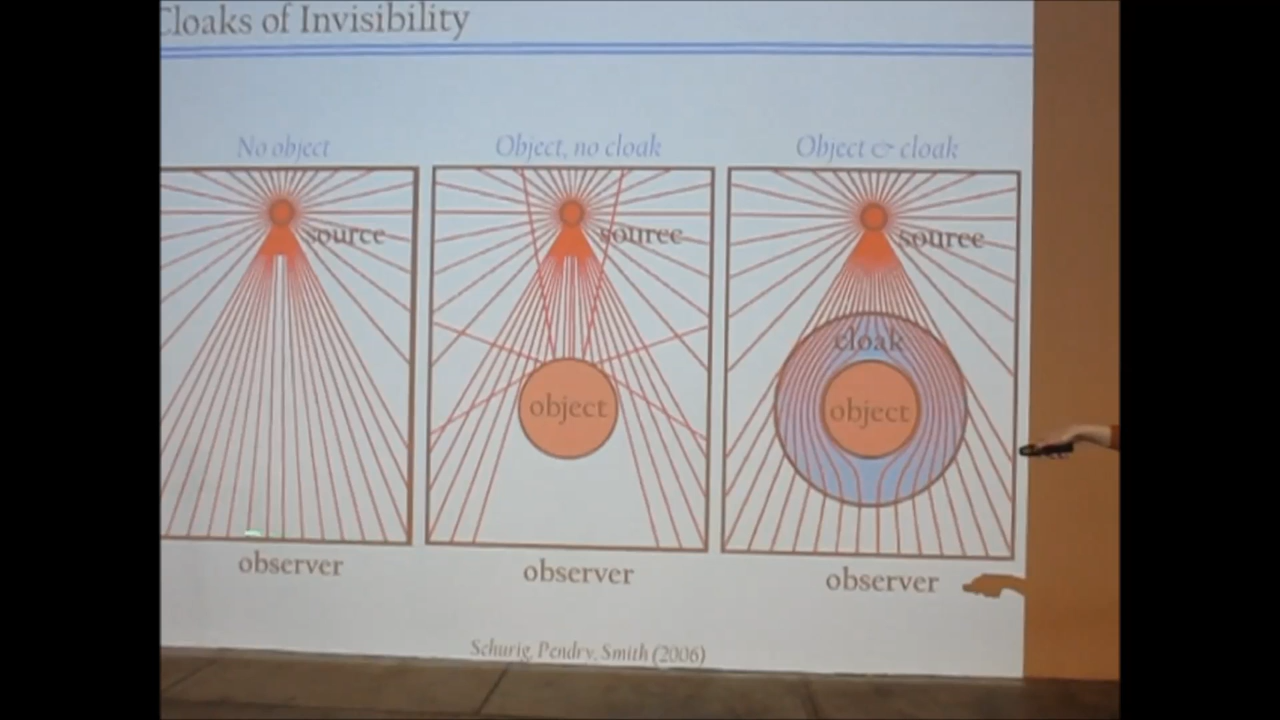 Cloaks of Invisibility
No object
Object, no cloak
Object & cloak
source
source
source
cloak
object
object
observer
observer
observer
Schurig, Pendry, Smith (2006)